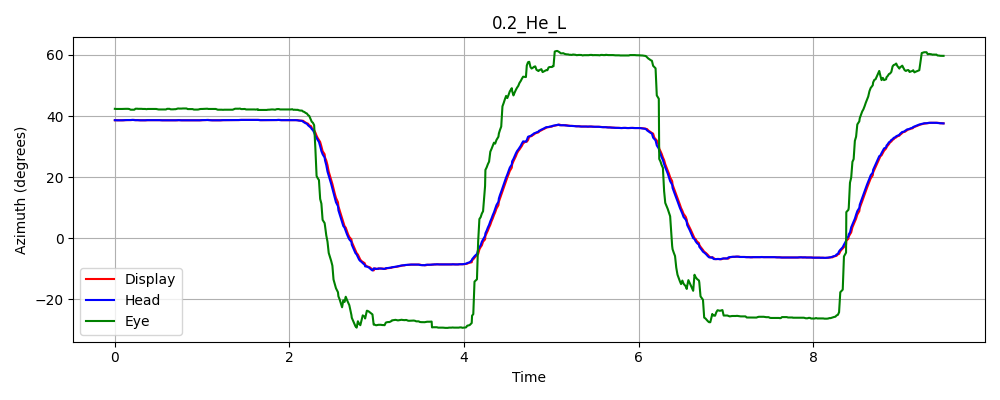 0.2_He_L
Azimuth (degrees)
60
40
20
0
−20
Display
Head
Eye
0 2 4 6 8
Time